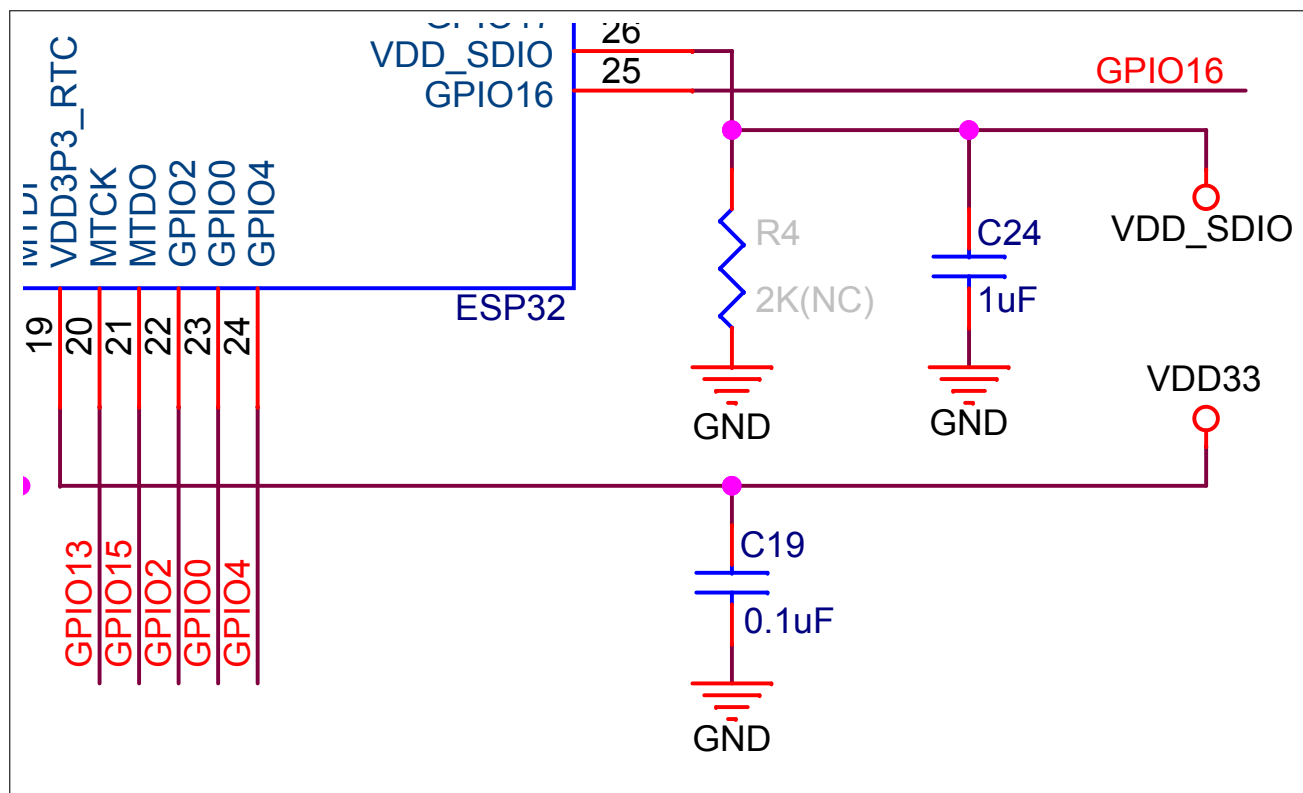 26
VDD_SDIO
25
GPIO16
GPIO16
VDD3P3_RTC
MTCK
MTDO
GPIO2
GPIO0
GPIO4
ESP32
19
20
21
22
23
24
R4
2K(NC)
GND
C24
1uF
GND
VDD_SDIO
VDD33
GPIO13
GPIO15
GPIO2
GPIO0
GPIO4
C19
0.1uF
GND